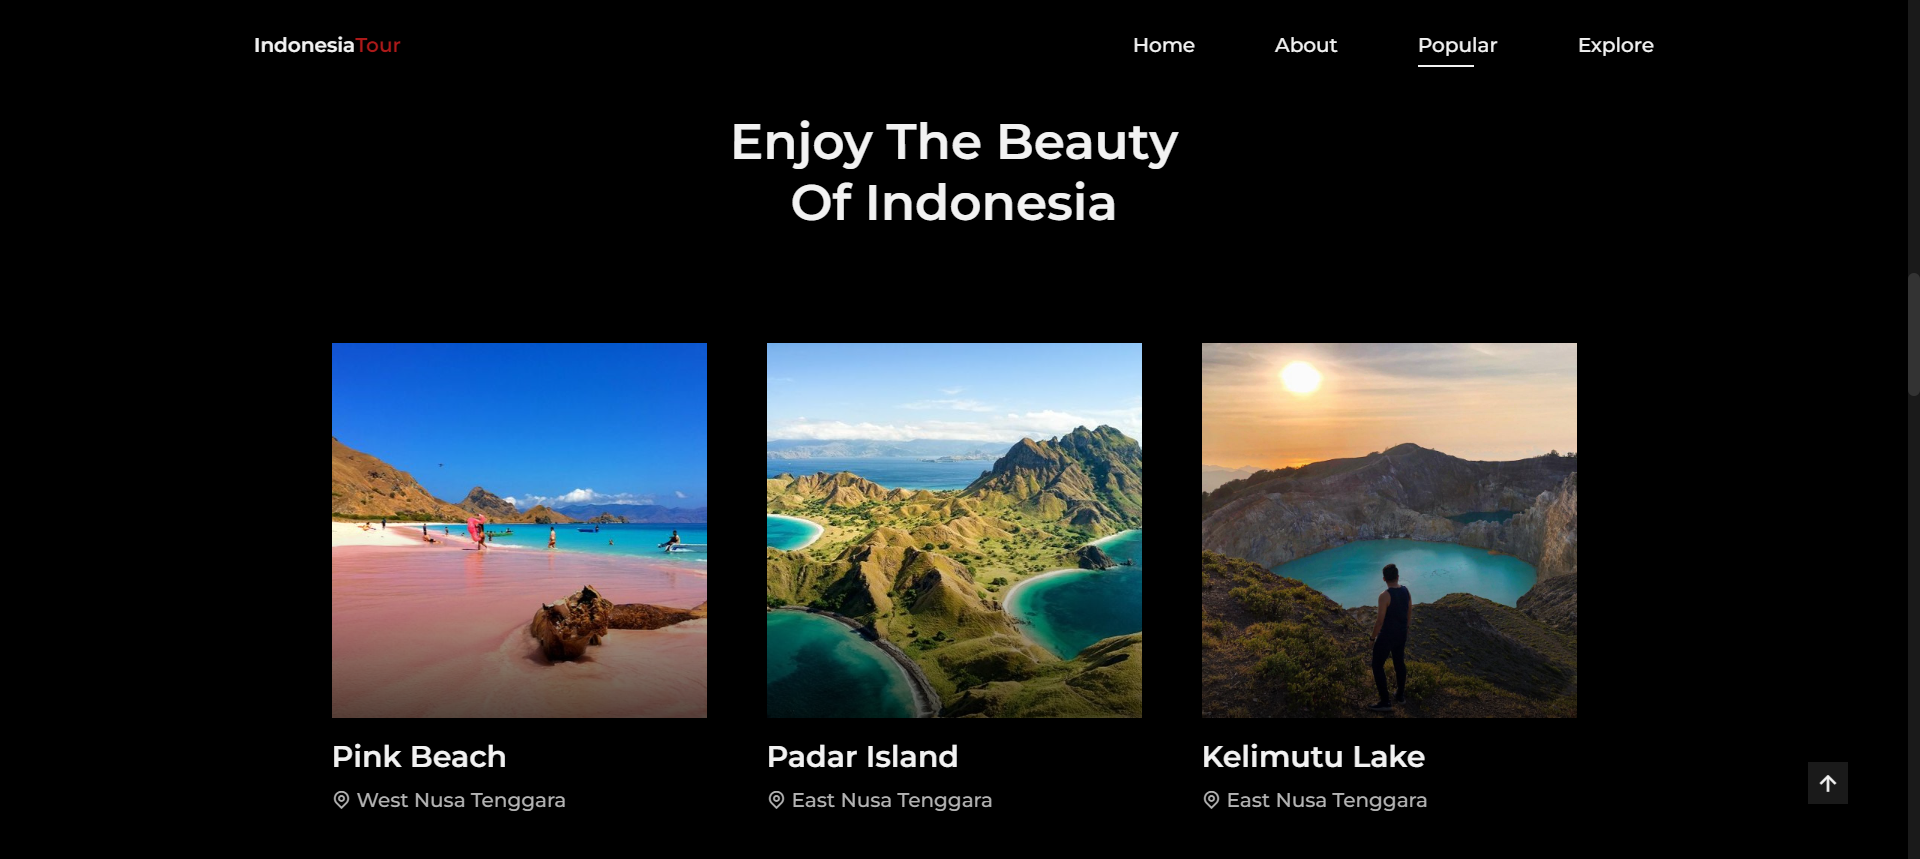 IndonesiaTour
Home
About
Popular
Explore
Enjoy The Beauty
Of Indonesia
Pink Beach
West Nusa Tenggara
Padar Island
East Nusa Tenggara
Kelimutu Lake
East Nusa Tenggara